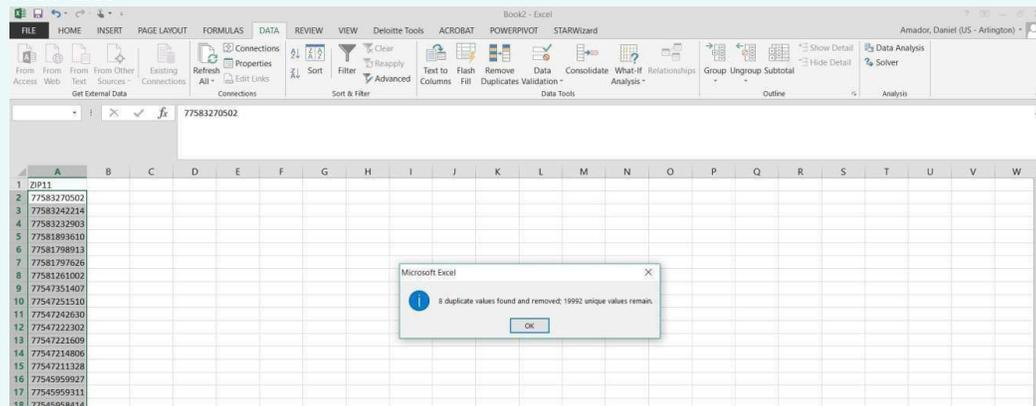 Book2 - Excel
FILE HOME INSERT PAGE LAYOUT FORMULAS DATA REVIEW VIEW Deloitte Tools ACROBAT POWERPIVOT STARWizard Amador, Daniel (US - Arlington)
From Access
From Web
From Text
From Other Sources
Existing Connections
Get External Data
Refresh All
Connections
Properties
Edit Links
Connections
Sort
Filter
Clear
Reapply
Advanced
Sort & Filter
Text to Columns
Flash Fill
Remove Duplicates
Data Validation
Consolidate
What-If Analysis
Relationships
Data Tools
Group
Ungroup
Subtotal
Show Detail
Hide Detail
Outline
Data Analysis
Solver
Analysis
fx 77583270502
A B C D E F G H I J K L M N O P Q R S T U V W
1 ZIP11
2 77583270502
3 77583242214
4 77583232903
5 77581893610
6 77581798913
7 77581797626
8 77581261002
9 77547351407
10 77547251510
11 77547242630
12 77547222302
13 77547221609
14 77547214806
15 77547211328
16 77545959927
17 77545959311
18 77545958414
Microsoft Excel
8 duplicate values found and removed; 19992 unique values remain.
OK